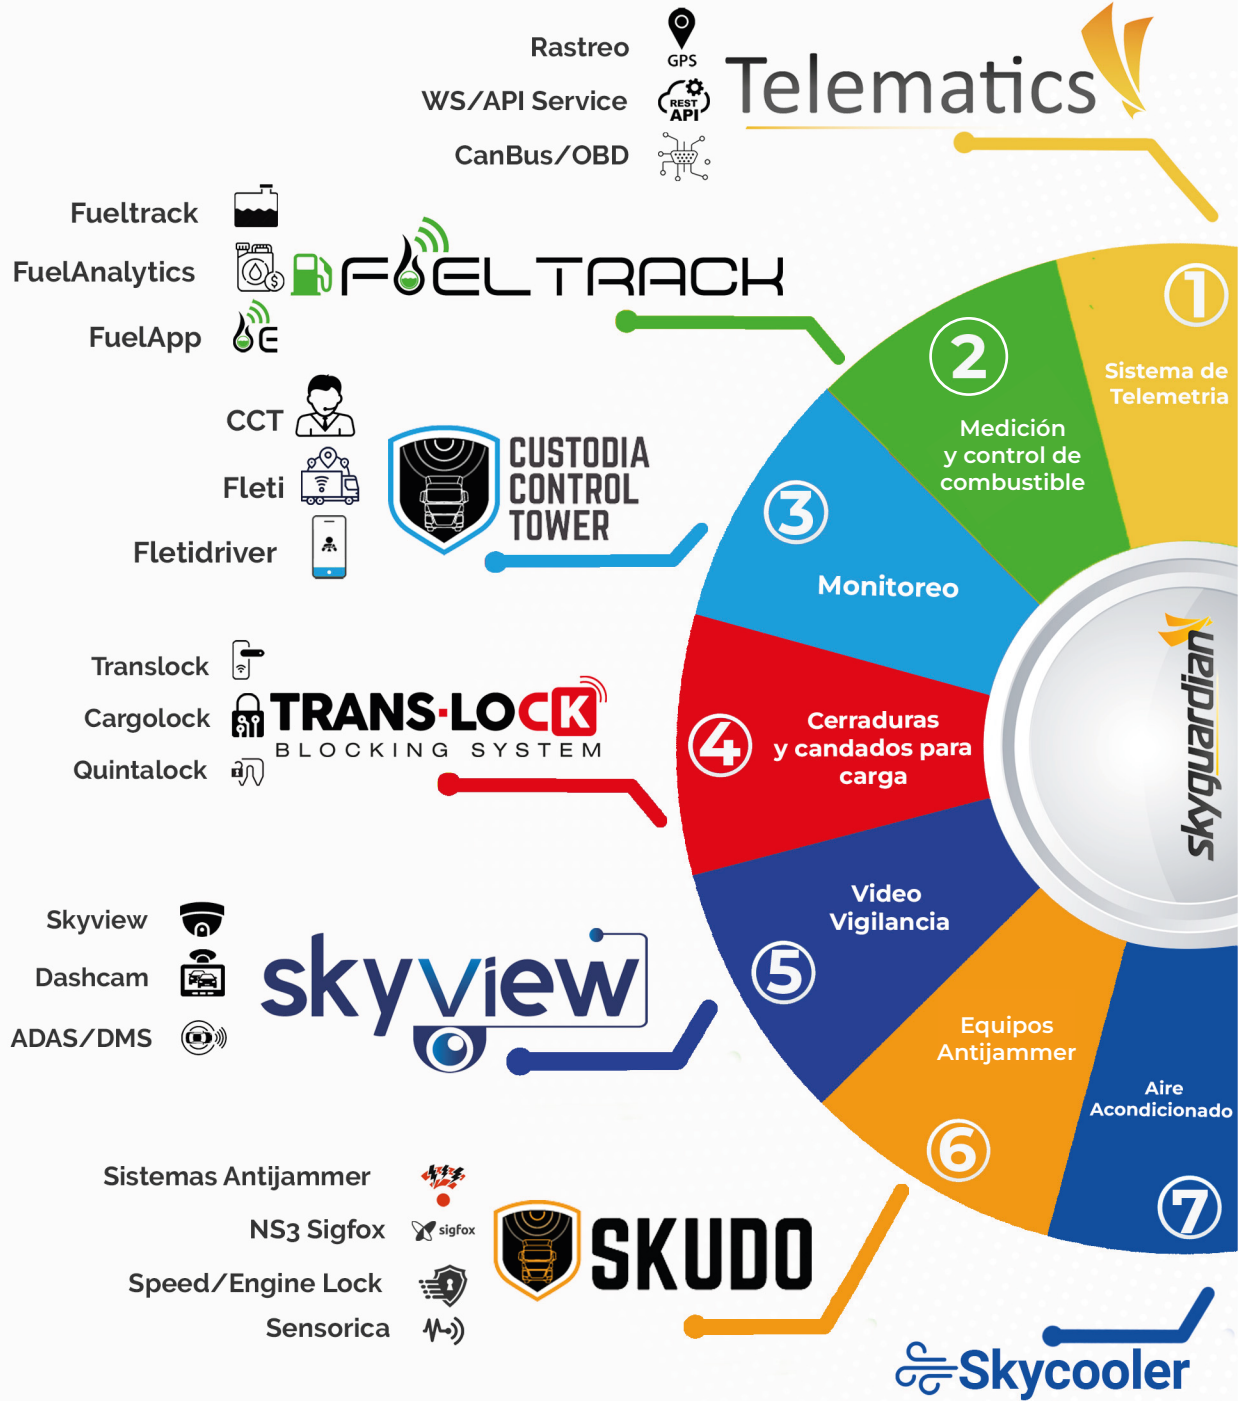 Rastreo
GPS
WS/API Service
REST
API
CanBus/OBD
Telematics
Fueltrack
FuelAnalytics
$
FuelApp
E
FUELTRACK
CCT
Fleti
Fletidriver
CUSTODIA
CONTROL
TOWER
Translock
Cargolock
Quintalock
TRANS·LOCK
BLOCKING SYSTEM
Skyview
Dashcam
ADAS/DMS
skyview
Sistemas Antijammer
NS3 Sigfox
sigfox
Speed/Engine Lock
Sensorica
SKUDO
Skycooler
1
Sistema de
Telemetria
2
Medición
y control de
combustible
3
Monitoreo
4
Cerraduras
y candados para
carga
Video
Vigilancia
5
Equipos
Antijammer
6
Aire
Acondicionado
7
skyguardian